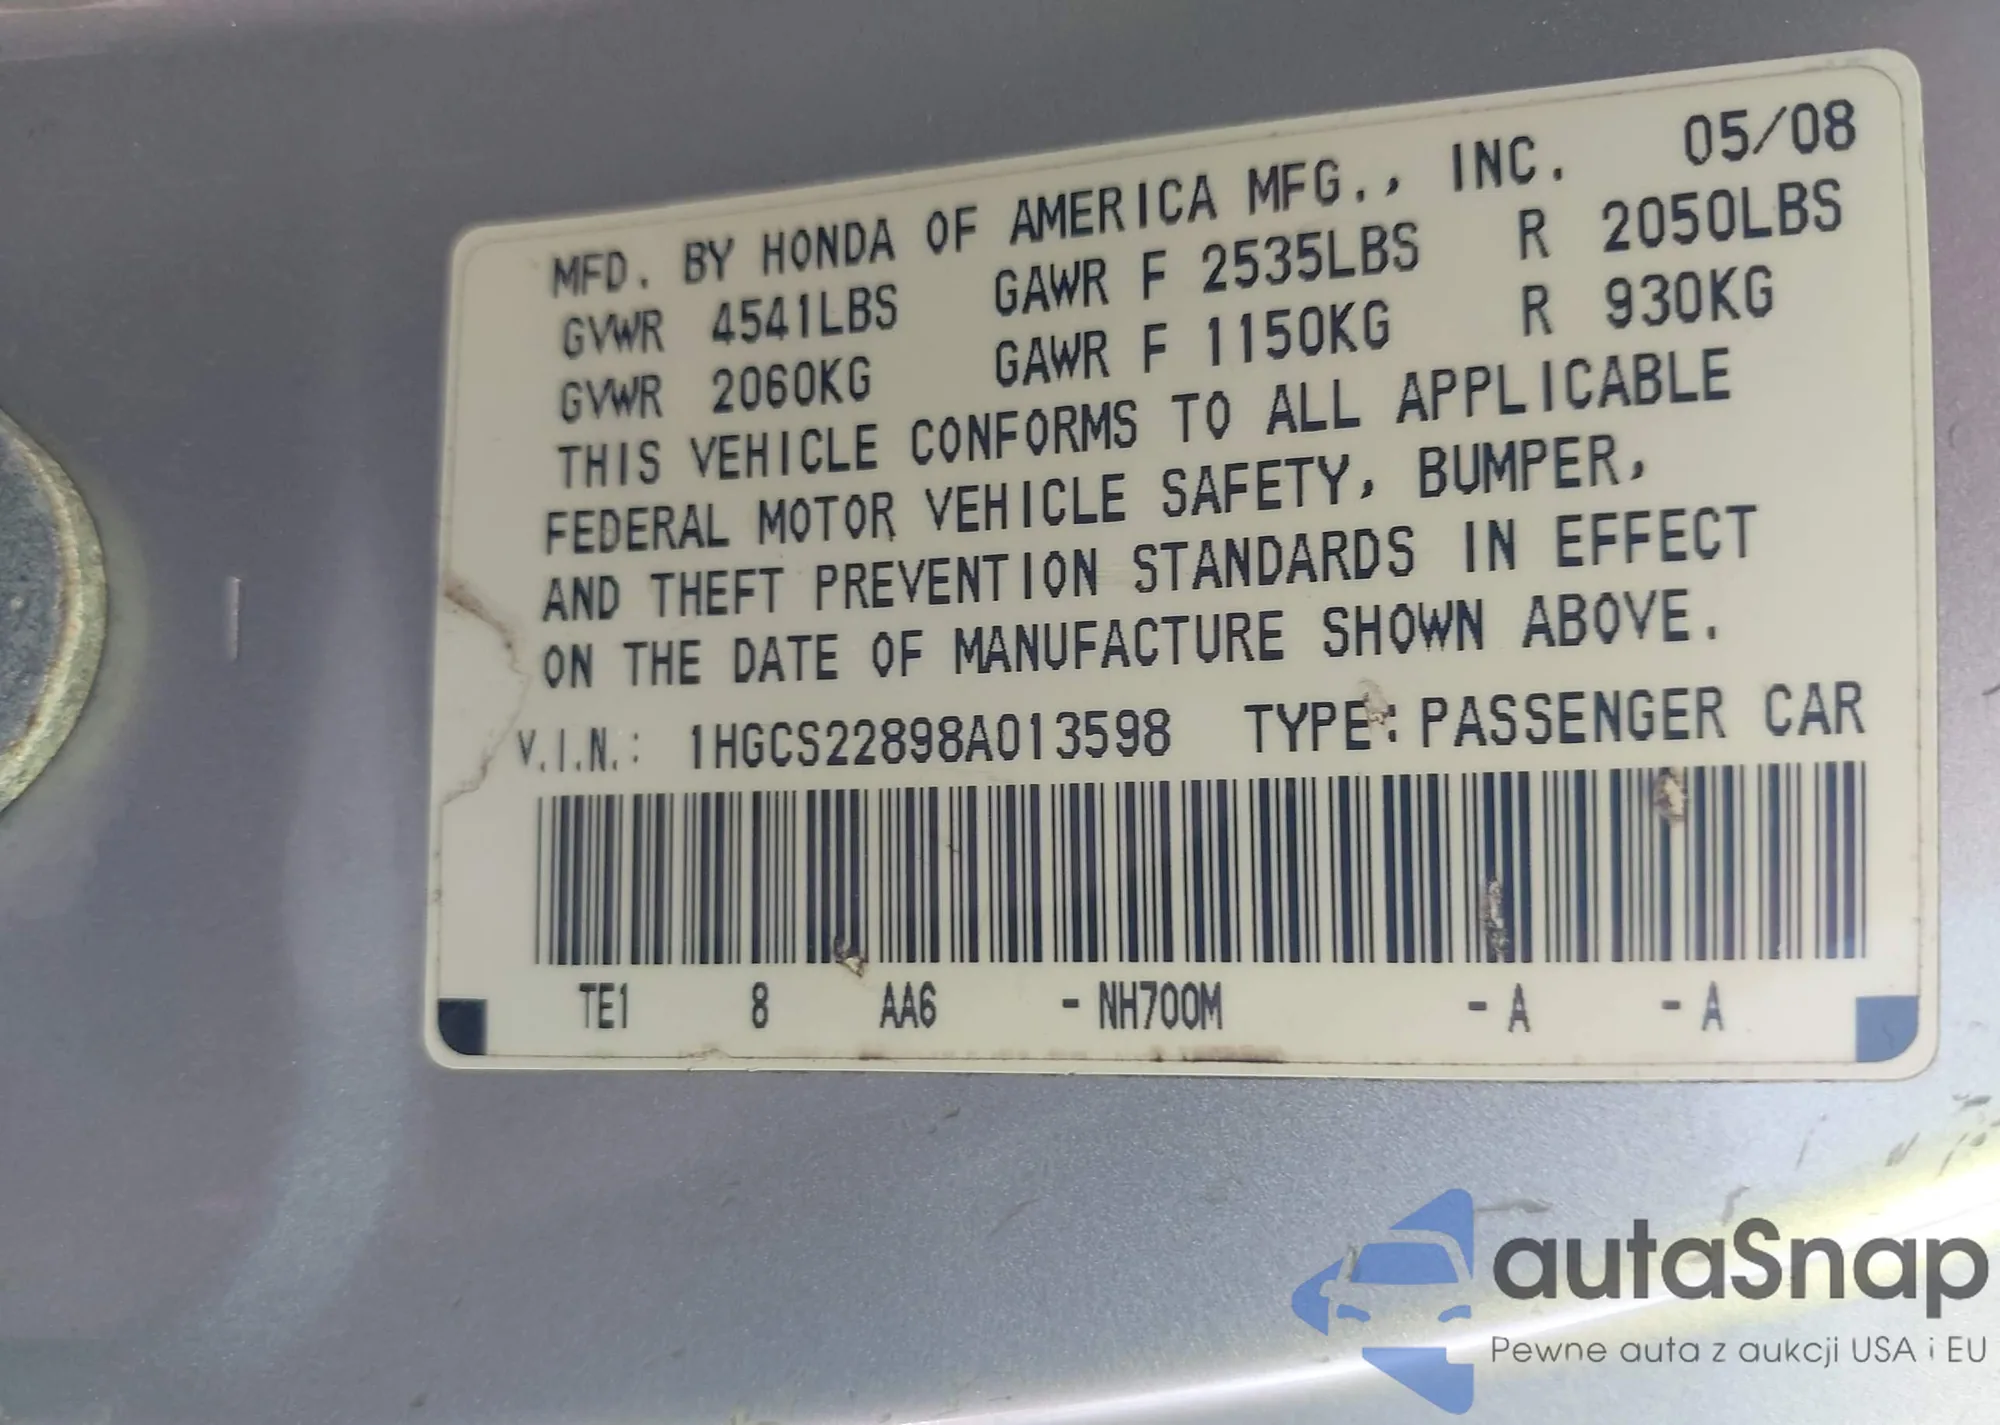 MFD. BY HONDA OF AMERICA MFG., INC. 05/08
GVWR 4541LBS GAWR F 2535LBS R 2050LBS
GVWR 2060KG GAWR F 1150KG R 930KG
THIS VEHICLE CONFORMS TO ALL APPLICABLE
FEDERAL MOTOR VEHICLE SAFETY, BUMPER,
AND THEFT PREVENTION STANDARDS IN EFFECT
ON THE DATE OF MANUFACTURE SHOWN ABOVE.
V.I.N.: 1HGCS22898A013598 TYPE: PASSENGER CAR
TE1 8 AA6 - NH700M - A - A
autaSnap
Pewne auta z aukcji USA i EU